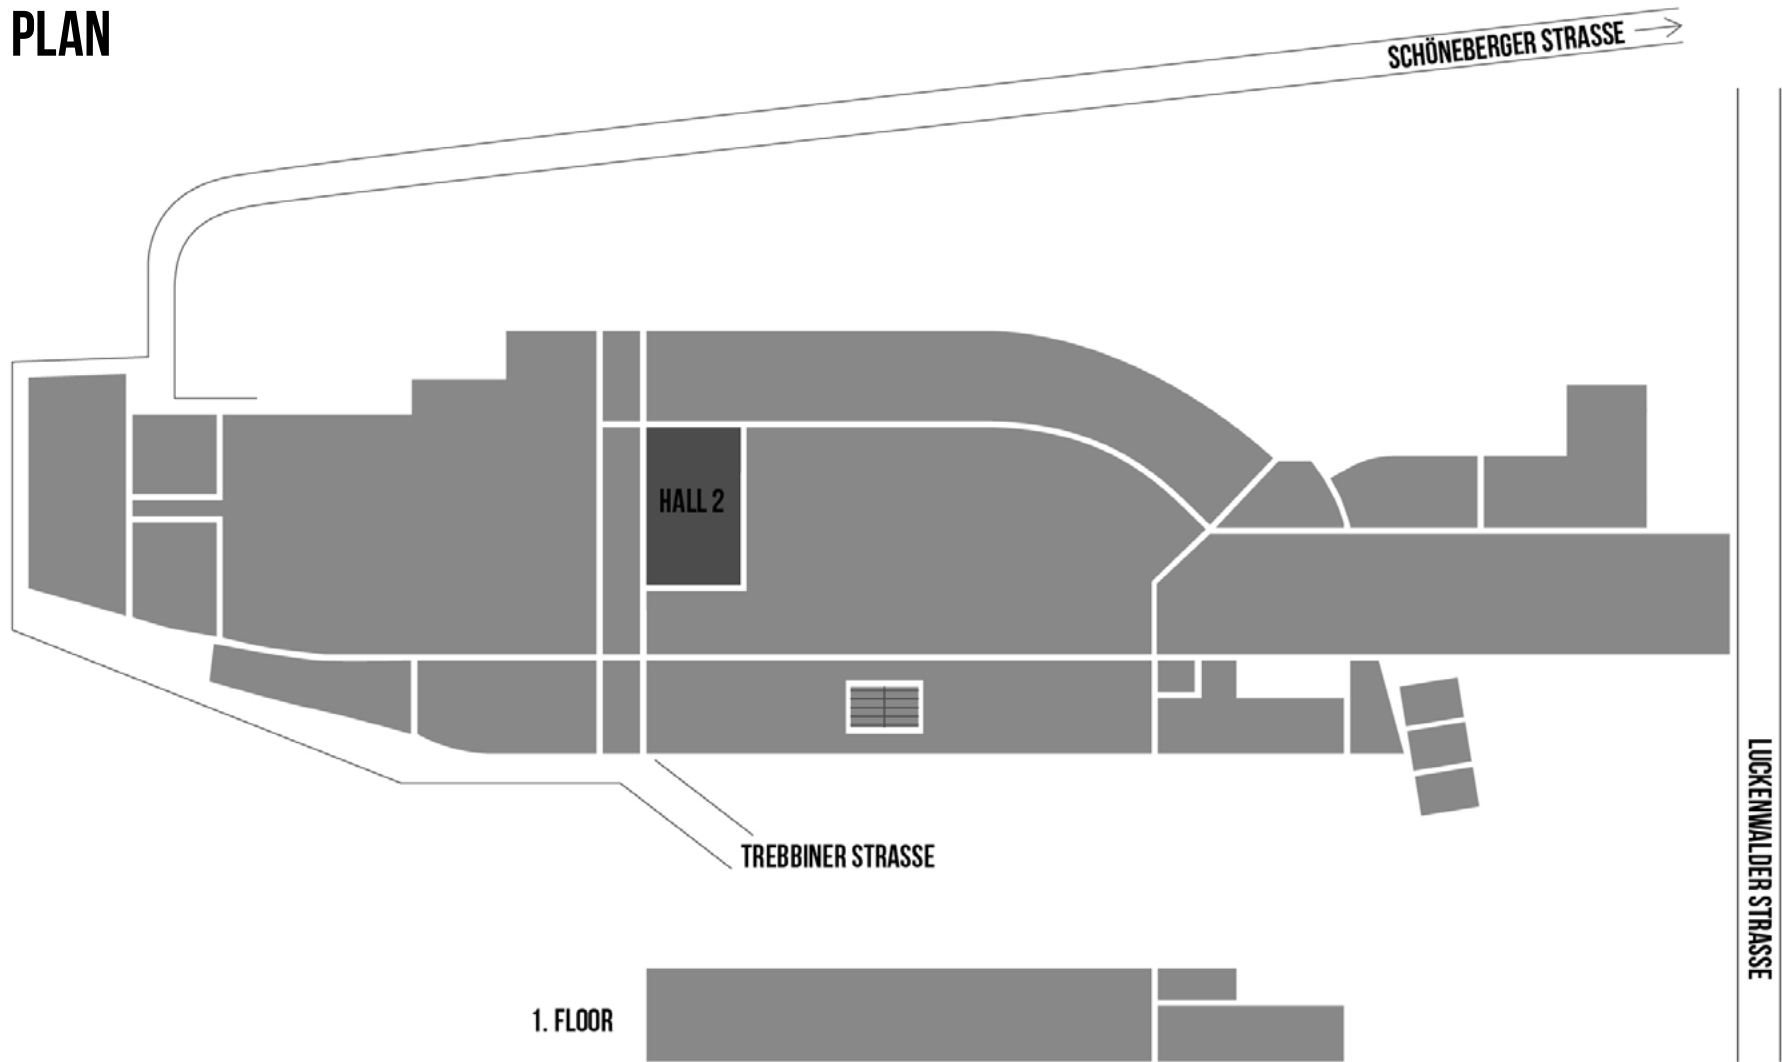 PLAN
SCHÖNEBERGER STRASSE
HALL 2
TREBBINER STRASSE
LUCKENWALDER STRASSE
1. FLOOR